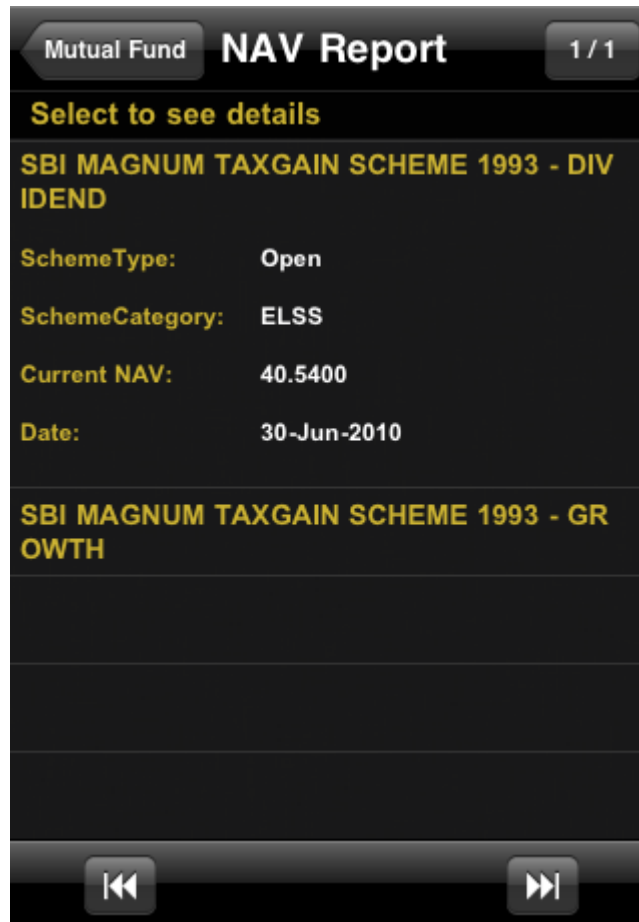 Mutual Fund NAV Report 1 / 1
Select to see details
SBI MAGNUM TAXGAIN SCHEME 1993 - DIV
IDEND
SchemeType: Open
SchemeCategory: ELSS
Current NAV: 40.5400
Date: 30-Jun-2010
SBI MAGNUM TAXGAIN SCHEME 1993 - GR
OWTH